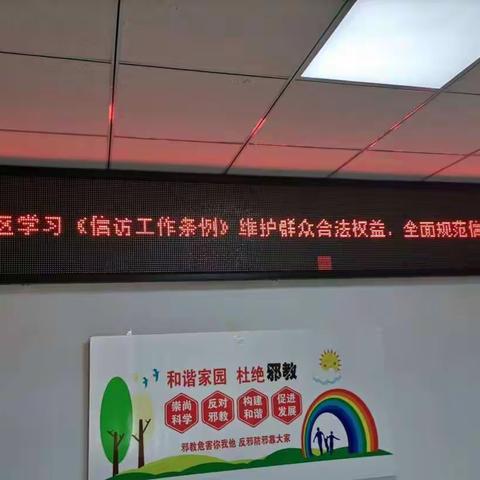 区学习《信访工作条例》维护群众合法权益，全面规范信
和谐家园 杜绝邪教
崇尚科学 反对邪教 构建和谐 促进发展
邪教危害你我他 反邪防邪靠大家